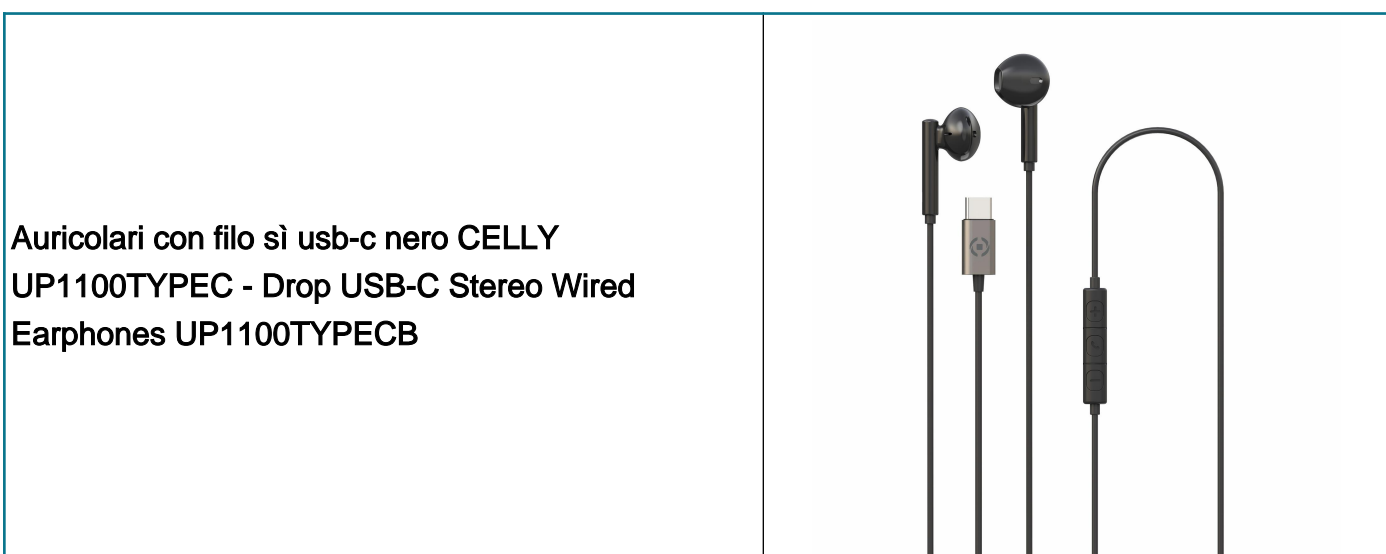 Auricolari con filo sì usb-c nero CELLY
UP1100TYPEC - Drop USB-C Stereo Wired
Earphones UP1100TYPECB